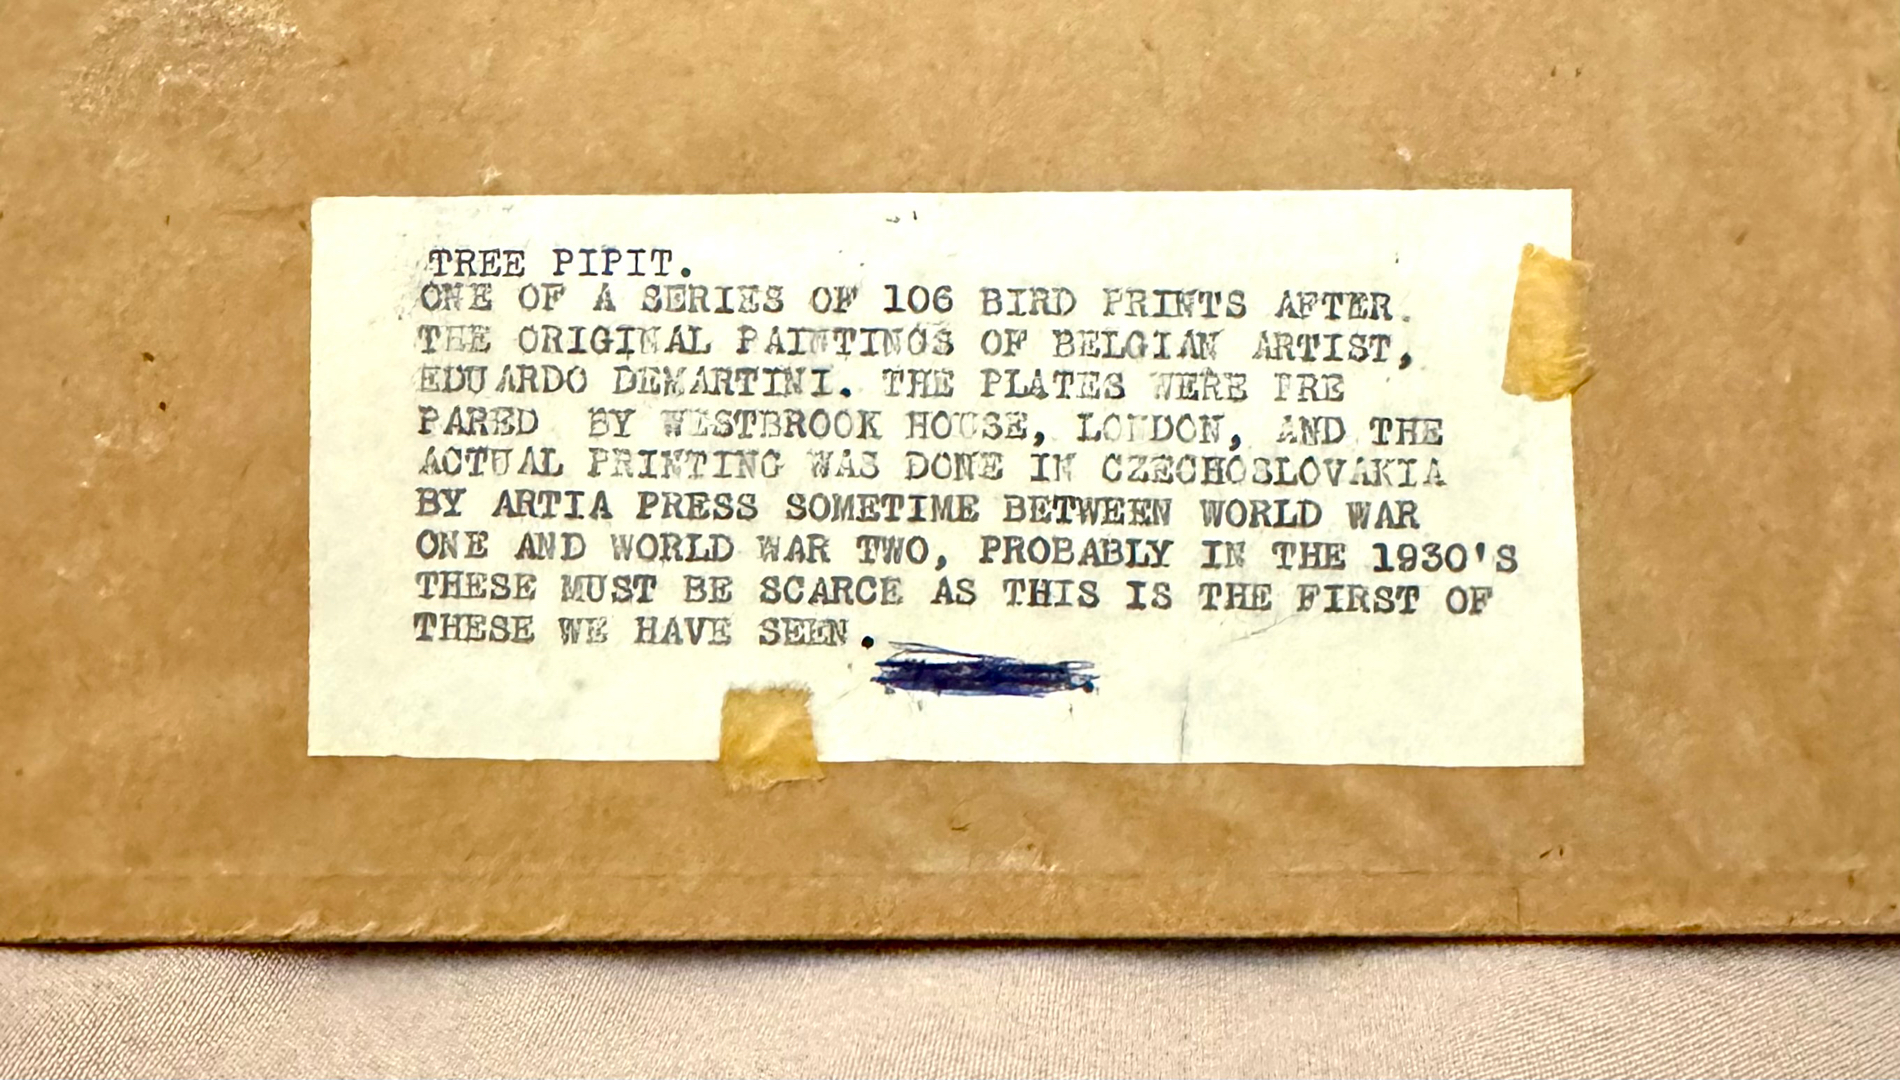 TREE PIPIT.
ONE OF A SERIES OF 106 BIRD PRINTS AFTER.
THE ORIGINAL PAINTINGS OF BELGIAN ARTIST,
EDUARDO DEMARTINI. THE PLATES WERE PRE
PARED BY WESTBROOK HOUSE, LONDON, AND THE
ACTUAL PRINTING WAS DONE IN CZECHOSLOVAKIA
BY ARTIA PRESS SOMETIME BETWEEN WORLD WAR
ONE AND WORLD WAR TWO, PROBABLY IN THE 1930'S
THESE MUST BE SCARCE AS THIS IS THE FIRST OF
THESE WE HAVE SEEN.